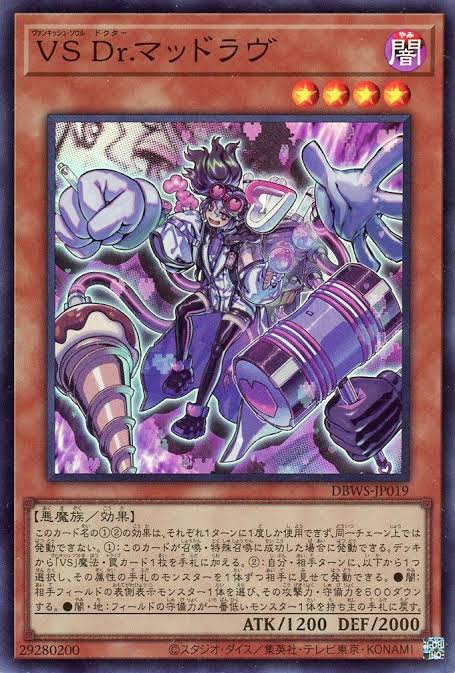 ヴァンキッシュ・ソウル ドクター
VS Dr.マッドラヴ
やみ
闇
DBWS-JP019
【悪魔族/効果】
このカード名の①②の効果は、それぞれ1ターンに1度しか使用できず、同一チェーン上では
発動できない。①:このカードが召喚・特殊召喚に成功した場合に発動できる。デッキ
から「VS」魔法・罠カード1枚を手札に加える。②:自分・相手ターンに、以下から1つ
選択し、その属性の手札のモンスターを1体ずつ相手に見せて発動できる。●闇:
相手フィールドの表側表示モンスター1体を選び、その攻撃力・守備力を500ダウン
する。●闇・地:フィールドの守備力が一番低いモンスター1体を持ち主の手札に戻す。
ATK/1200 DEF/2000
29280200
©スタジオ・ダイス/集英社・テレビ東京・KONAMI